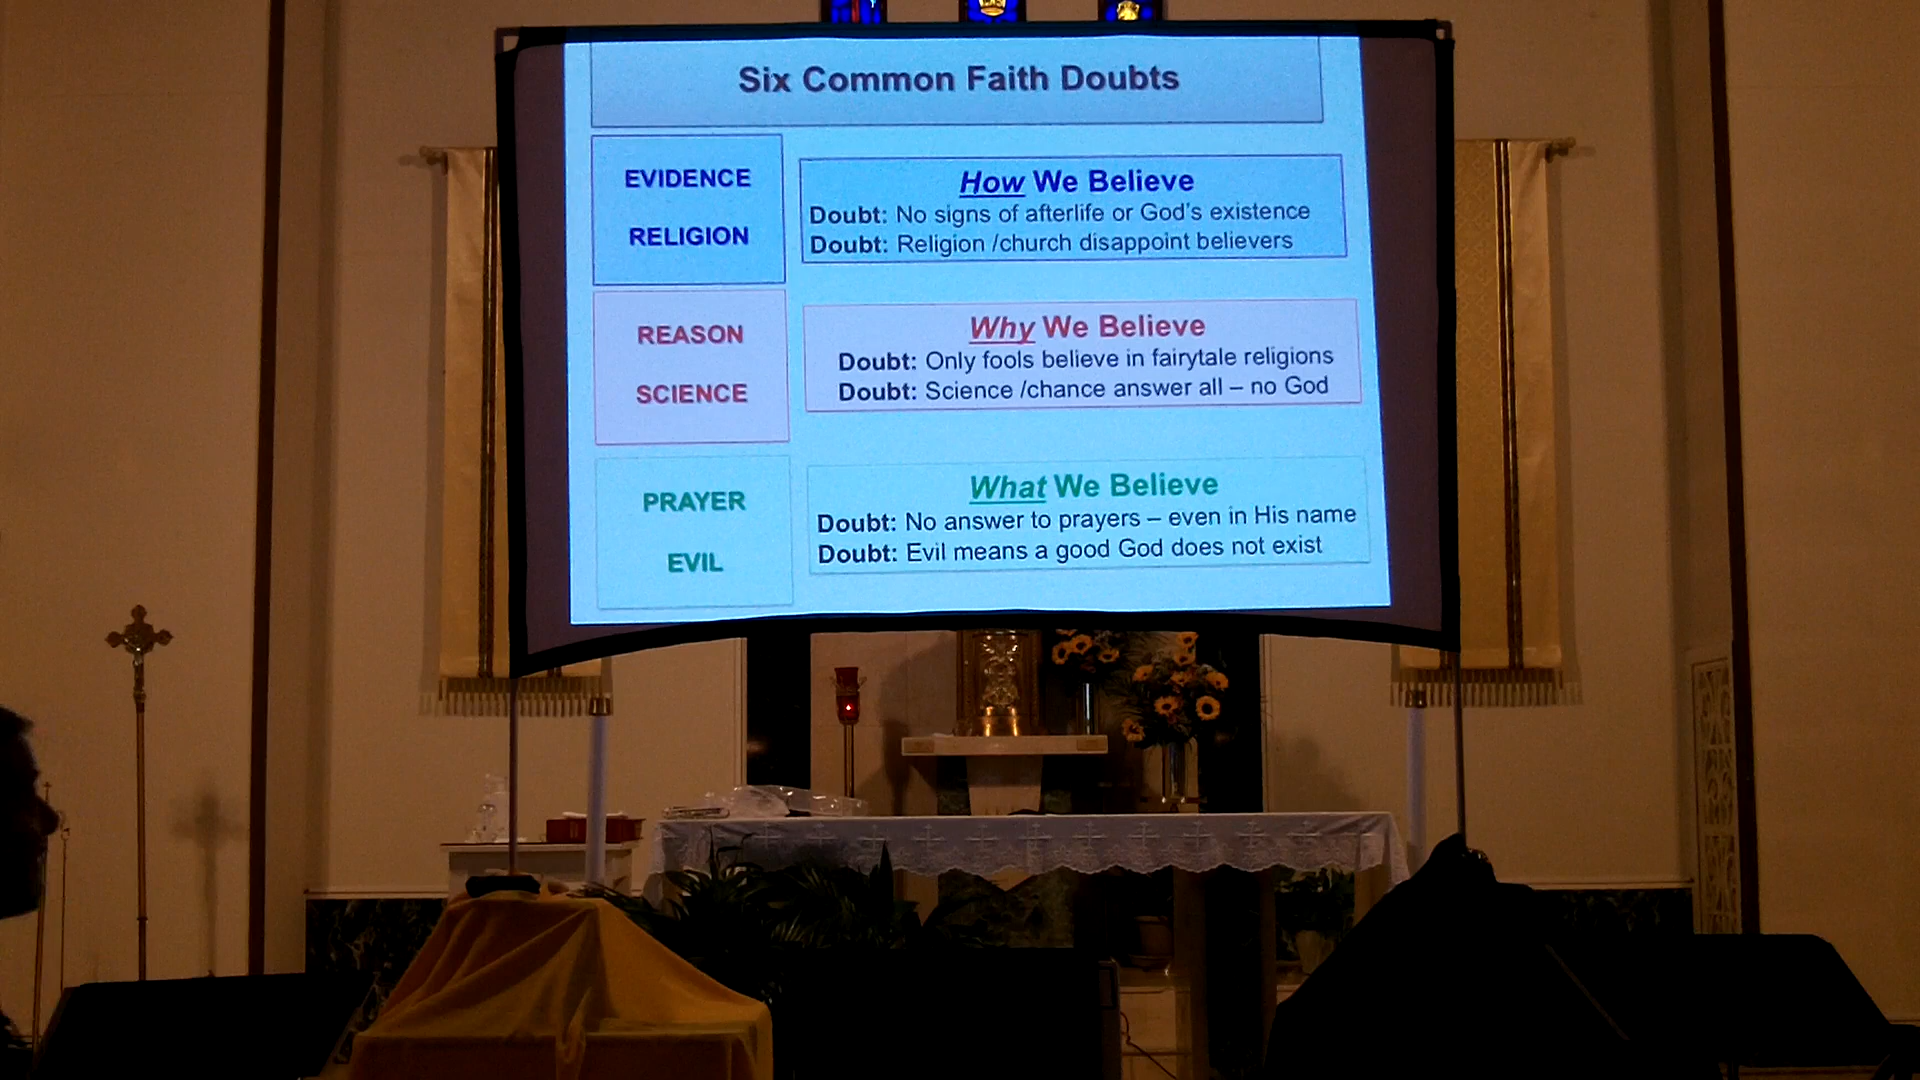 Six Common Faith Doubts
EVIDENCE
RELIGION
How We Believe
Doubt: No signs of afterlife or God's existence
Doubt: Religion /church disappoint believers
REASON
SCIENCE
Why We Believe
Doubt: Only fools believe in fairytale religions
Doubt: Science /chance answer all – no God
PRAYER
EVIL
What We Believe
Doubt: No answer to prayers – even in His name
Doubt: Evil means a good God does not exist